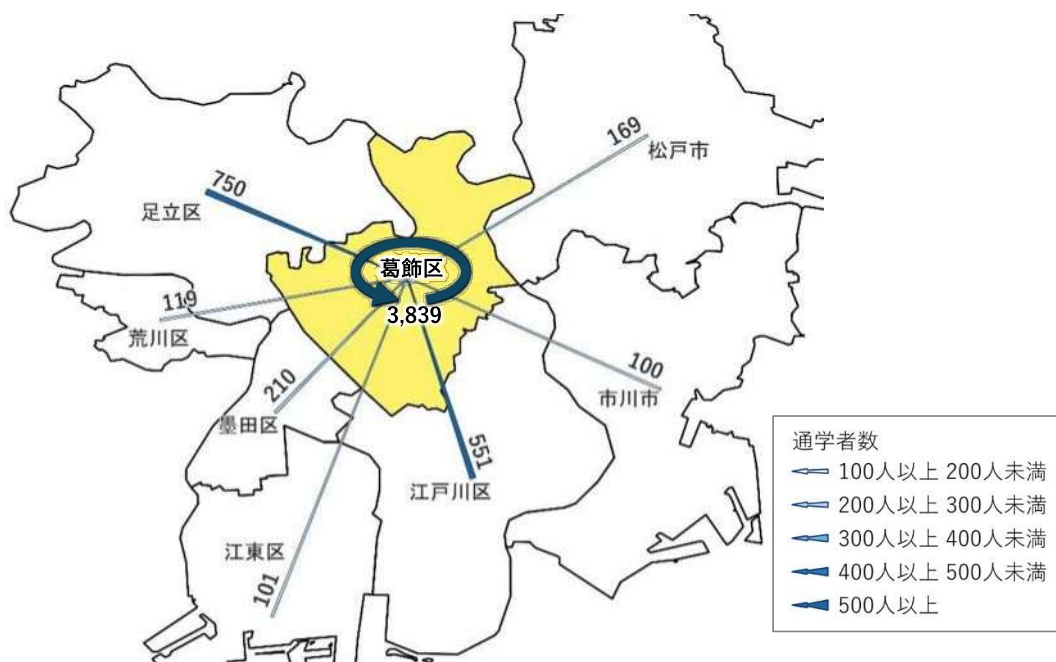 169
松戸市
750
足立区
葛飾区
3,839
119
荒川区
210
墨田区
100
市川市
551
江戸川区
江東区
101
通学者数
100人以上 200人未満
200人以上 300人未満
300人以上 400人未満
400人以上 500人未満
500人以上